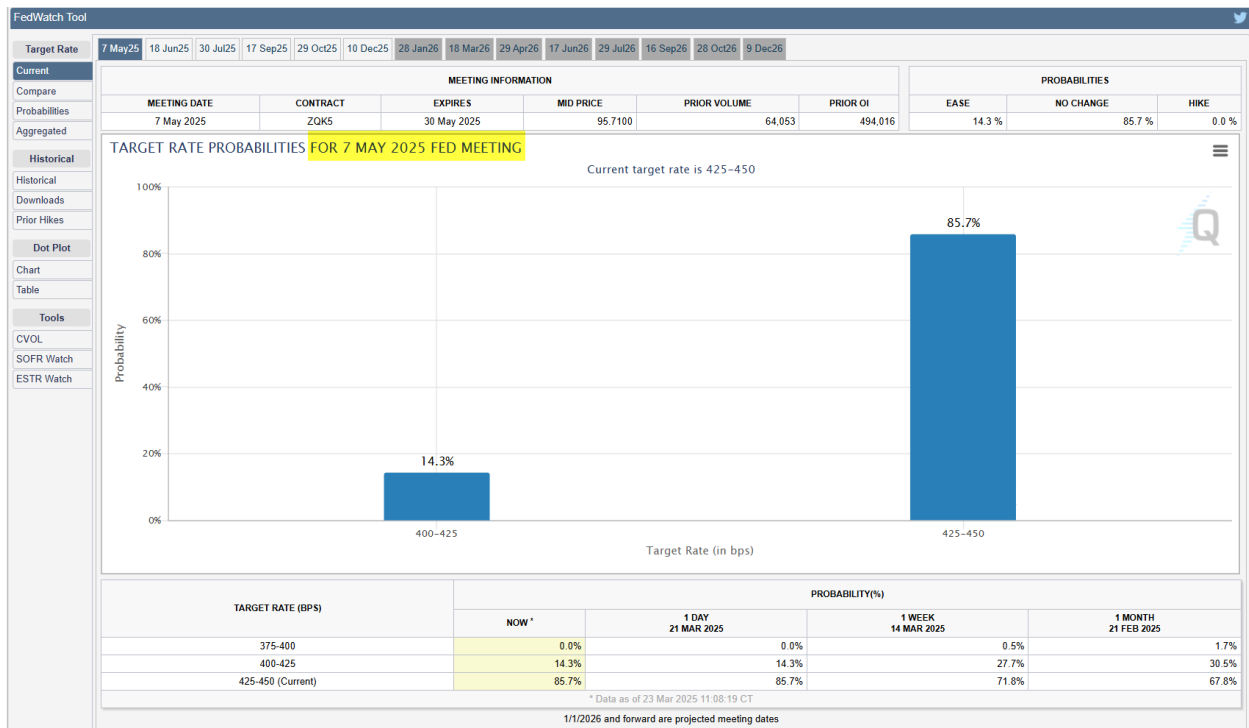 FedWatch Tool
Target Rate
Current
Compare
Probabilities
Aggregated
Historical
Historical
Downloads
Prior Hikes
Dot Plot
Chart
Table
Tools
CVOL
SOFR Watch
ESTR Watch
7 May25 18 Jun25 30 Jul25 17 Sep25 29 Oct25 10 Dec25 28 Jan26 18 Mar26 29 Apr26 17 Jun26 29 Jul26 16 Sep26 28 Oct26 9 Dec26
MEETING INFORMATION
MEETING DATE CONTRACT EXPIRES MID PRICE PRIOR VOLUME PRIOR OI
7 May 2025 ZQK5 30 May 2025 95.7100 64,053 494,016
PROBABILITIES
EASE NO CHANGE HIKE
14.3 % 85.7 % 0.0 %
TARGET RATE PROBABILITIES FOR 7 MAY 2025 FED MEETING
Current target rate is 425-450
Q
Probability
100%
80%
60%
40%
20%
0%
14.3%
85.7%
400-425 425-450
Target Rate (in bps)
TARGET RATE (BPS) PROBABILITY(%)
NOW * 1 DAY 1 WEEK 1 MONTH
21 MAR 2025 14 MAR 2025 21 FEB 2025
375-400 0.0% 0.0% 0.5% 1.7%
400-425 14.3% 14.3% 27.7% 30.5%
425-450 (Current) 85.7% 85.7% 71.8% 67.8%
* Data as of 23 Mar 2025 11:08:19 CT
1/1/2026 and forward are projected meeting dates